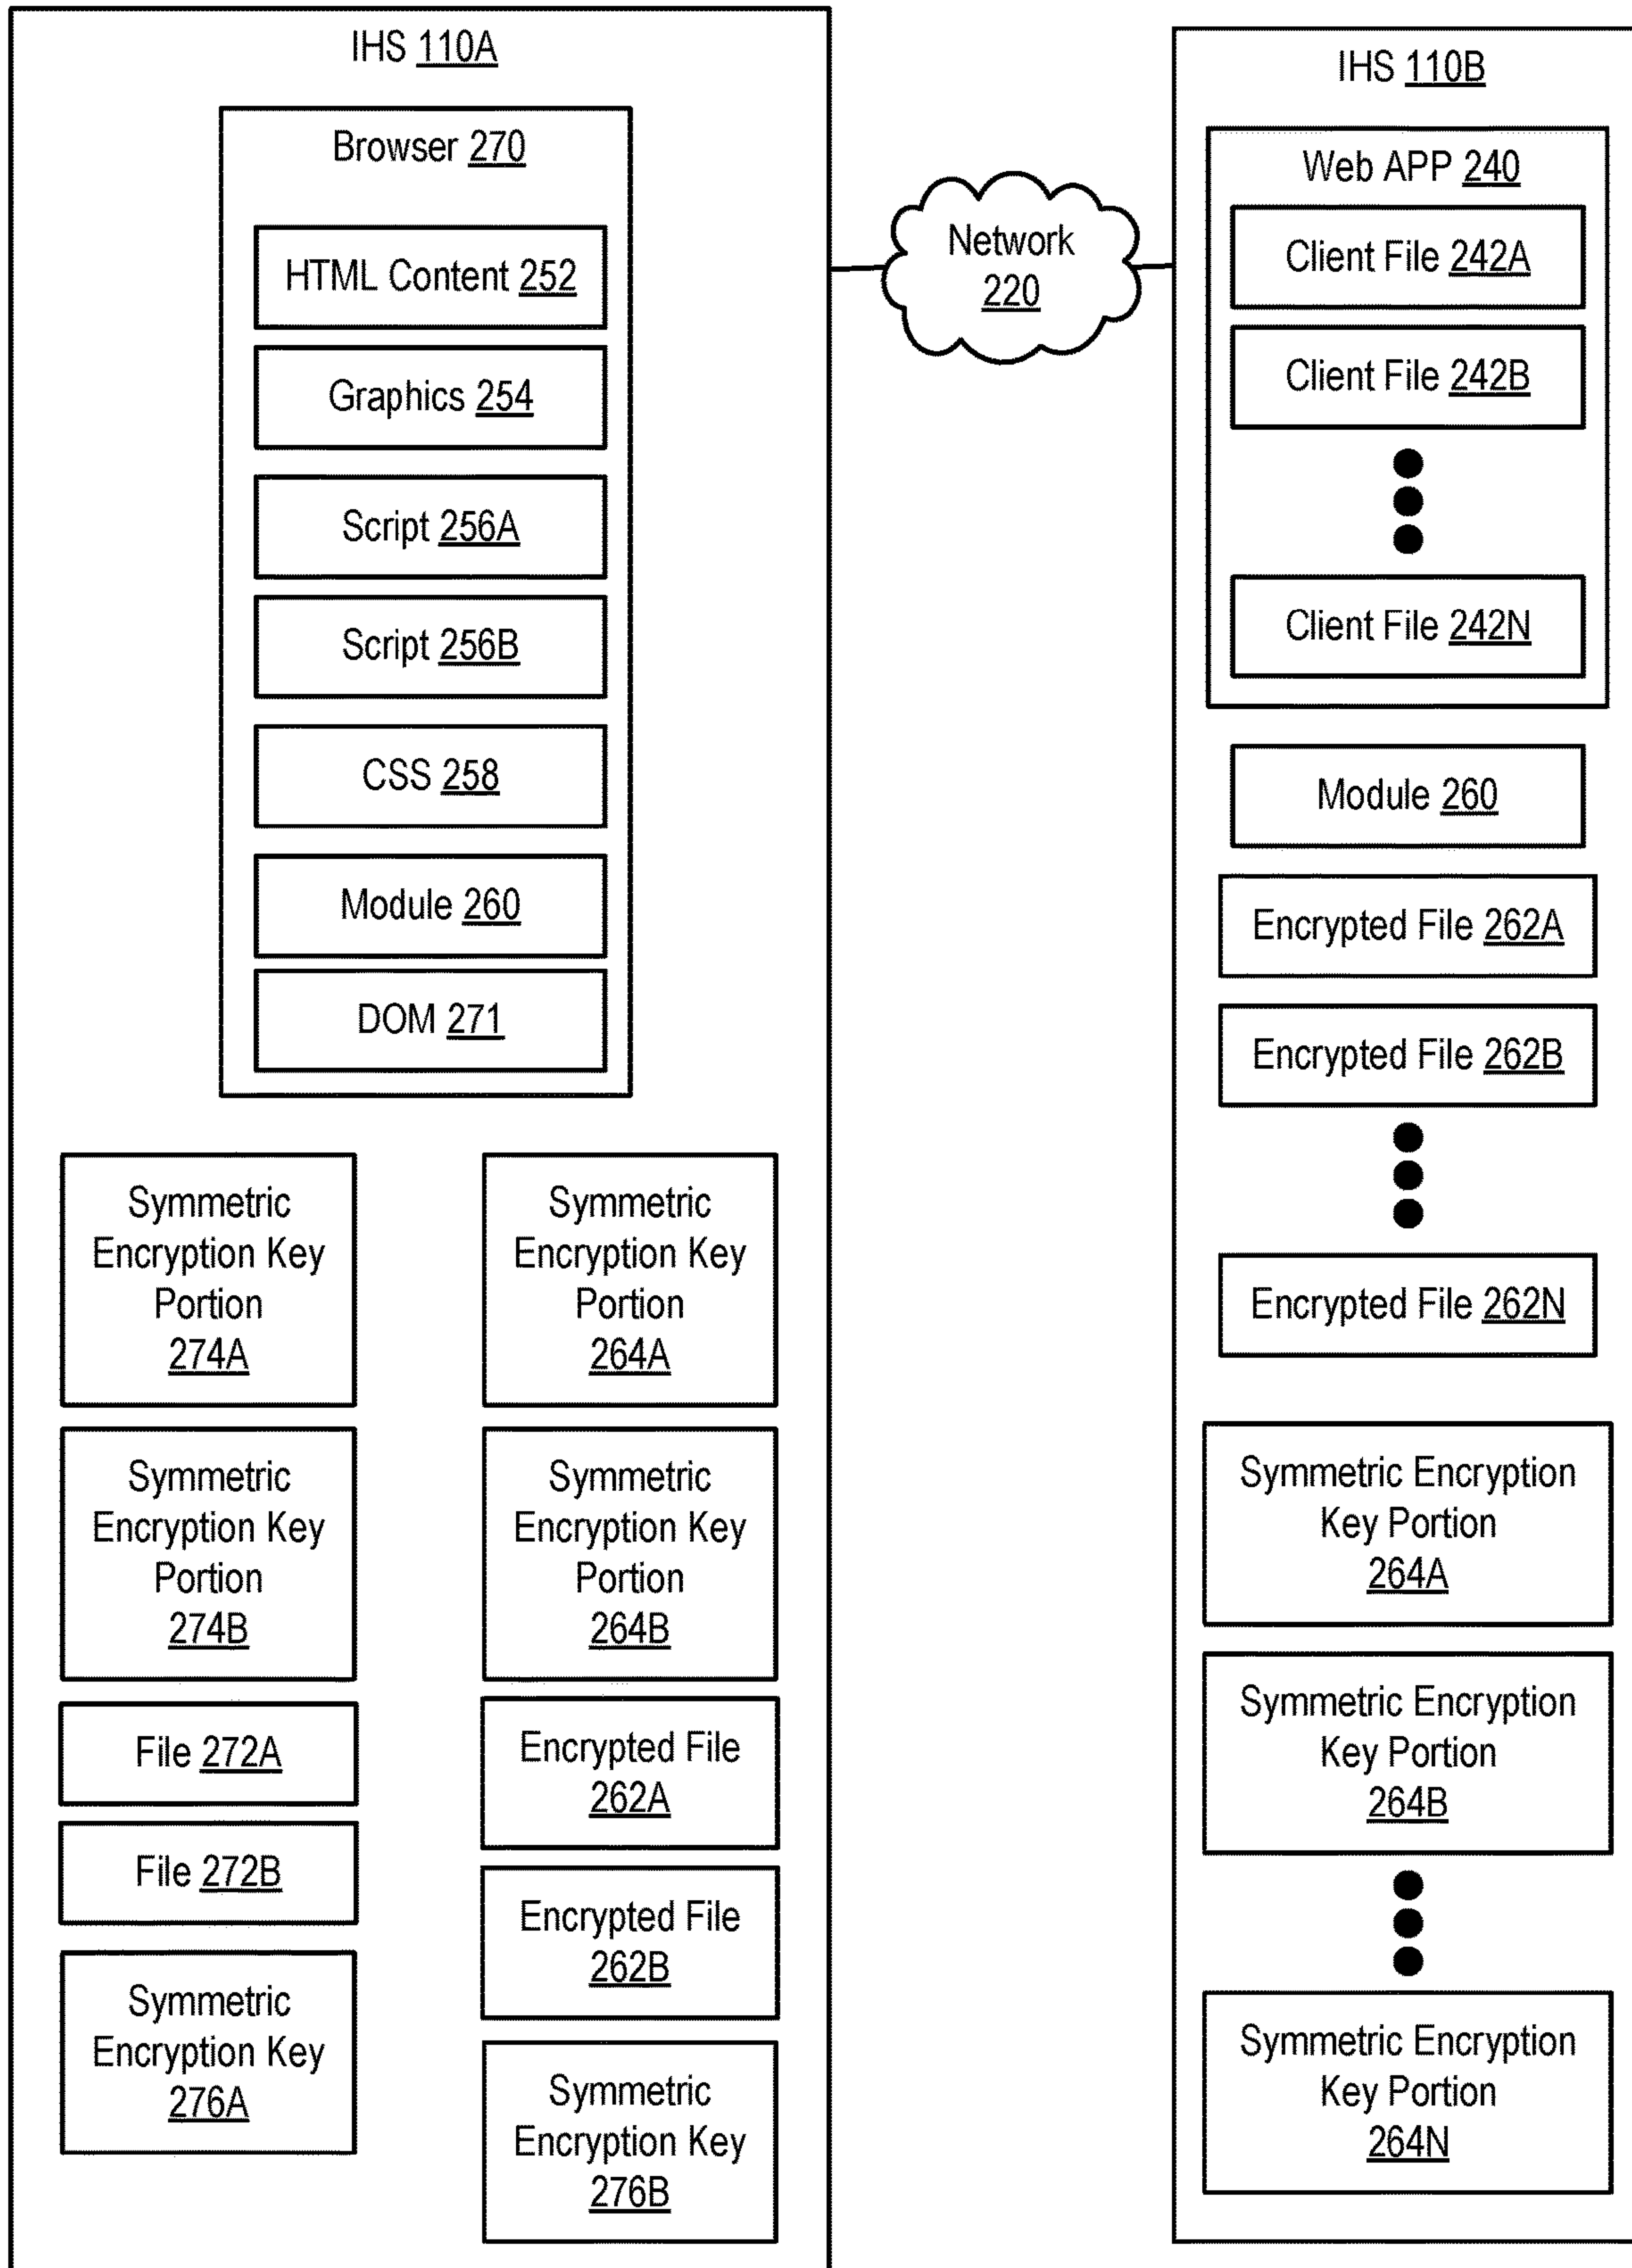 IHS 110A
Browser 270
HTML Content 252
Graphics 254
Script 256A
Script 256B
CSS 258
Module 260
DOM 271
Symmetric
Encryption Key
Portion
274A
Symmetric
Encryption Key
Portion
264A
Symmetric
Encryption Key
Portion
274B
Symmetric
Encryption Key
Portion
264B
File 272A
File 272B
Encrypted File
262A
Encrypted File
262B
Symmetric
Encryption Key
276A
Symmetric
Encryption Key
276B
Network
220
IHS 110B
Web APP 240
Client File 242A
Client File 242B
Client File 242N
Module 260
Encrypted File 262A
Encrypted File 262B
Encrypted File 262N
Symmetric Encryption
Key Portion
264A
Symmetric Encryption
Key Portion
264B
Symmetric Encryption
Key Portion
264N